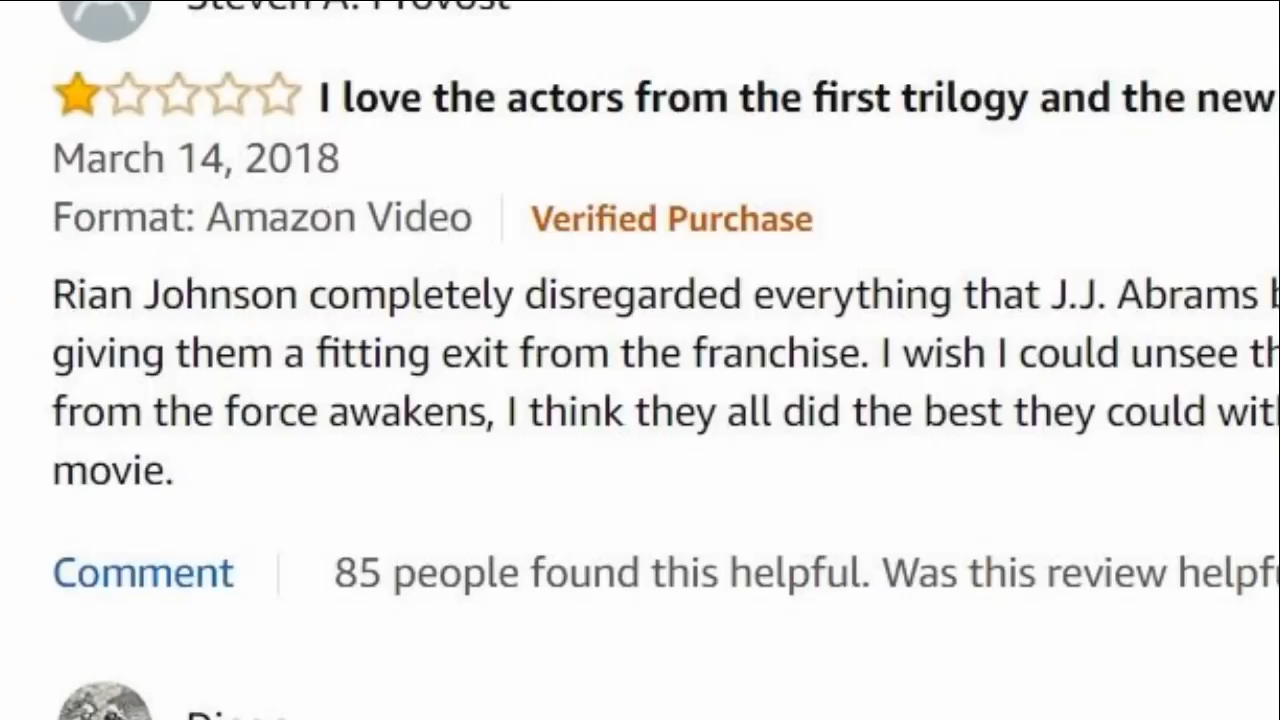 Steven A. Provost
I love the actors from the first trilogy and the new
March 14, 2018
Format: Amazon Video
Verified Purchase
Rian Johnson completely disregarded everything that J.J. Abrams
giving them a fitting exit from the franchise. I wish I could unsee
from the force awakens, I think they all did the best they could
movie.
Comment
85 people found this helpful. Was this review